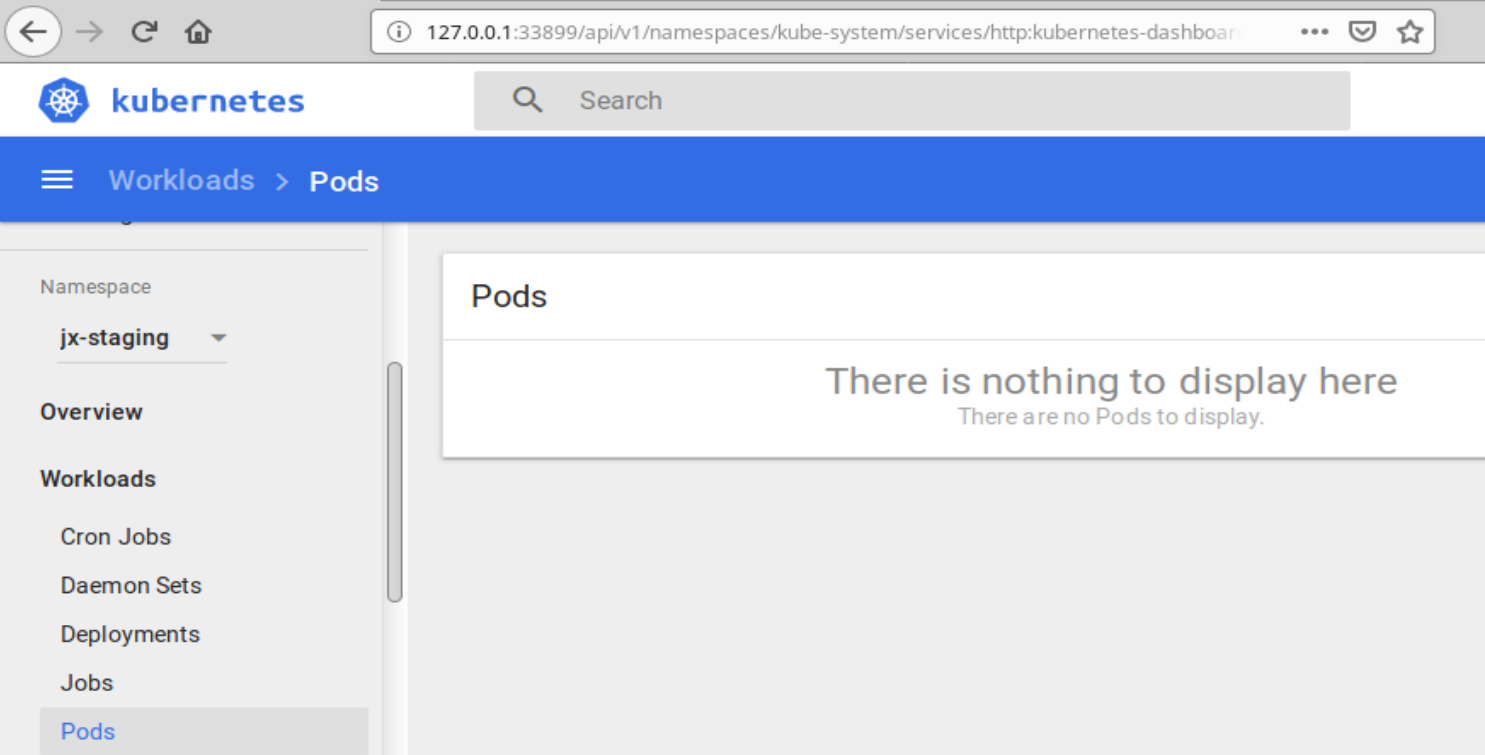 127.0.0.1:33899/api/v1/namespaces/kube-system/services/http:kubernetes-dashboar
kubernetes
Search
Workloads > Pods
Namespace
jx-staging
Overview
Workloads
Cron Jobs
Daemon Sets
Deployments
Jobs
Pods
Pods
There is nothing to display here
There are no Pods to display.